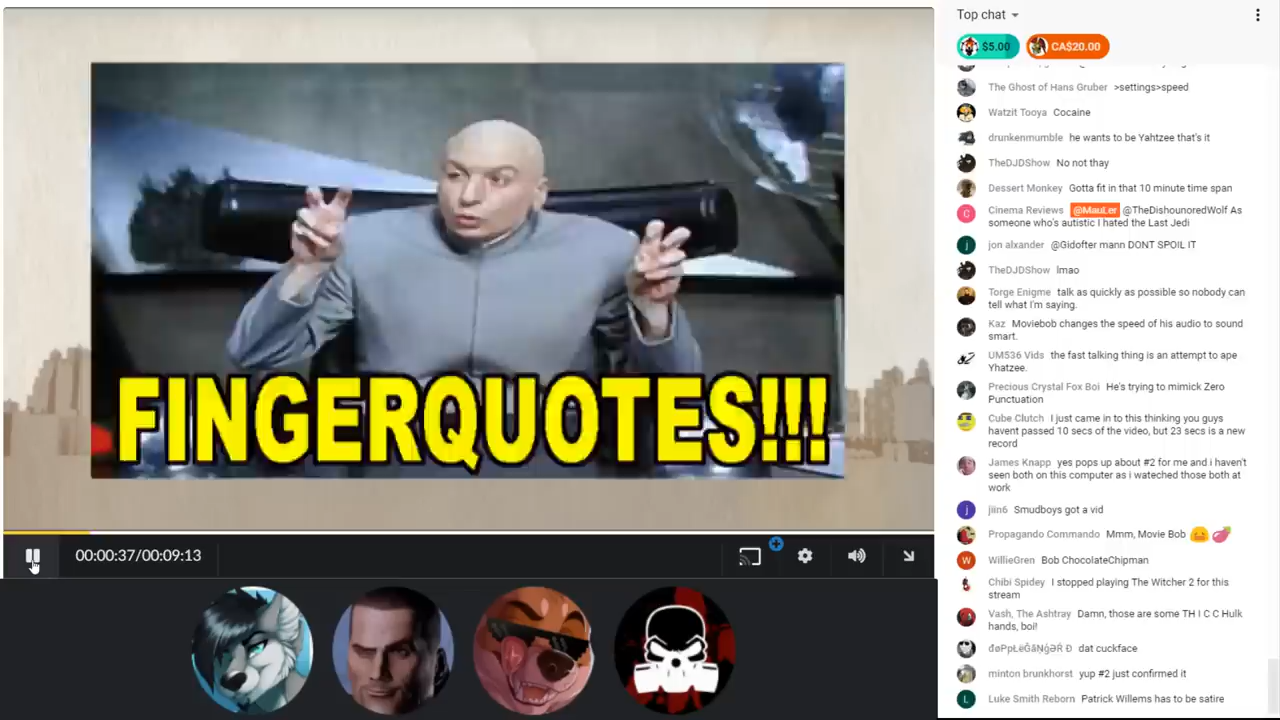 FINGERQUOTES!!!
00:00:37/00:09:13
Top chat
$5.00
CA$20.00
The Ghost of Hans Gruber >settings>speed
Watzit Tooya Cocaine
drunkenmumble he wants to be Yahtzee that's it
TheDJDShow No not thay
Dessert Monkey Gotta fit in that 10 minute time span
C
Cinema Reviews @MauLer @TheDishounoredWolf As
someone who's autistic I hated the Last Jedi
j
jon alxander @Gidofter mann DONT SPOIL IT
TheDJDShow lmao
Torge Enigme talk as quickly as possible so nobody can
tell what I'm saying.
Kaz Moviebob changes the speed of his audio to sound
smart.
UM536 Vids the fast talking thing is an attempt to ape
Yhatzee.
Precious Crystal Fox Boi He's trying to mimick Zero
Punctuation
Cube Clutch I just came in to this thinking you guys
havent passed 10 secs of the video, but 23 secs is a new
record
James Knapp yes pops up about #2 for me and i haven't
seen both on this computer as i watched those both at
work
j
jiin6 Smudboys got a vid
Propagando Commando Mmm, Movie Bob
W
WillieGren Bob ChocolateChipman
Chibi Spidey I stopped playing The Witcher 2 for this
stream
Vash, The Ashtray Damn, those are some TH I C C Hulk
hands, boi!
dat cuckface
minton brunkhorst yup #2 just confirmed it
L
Luke Smith Reborn Patrick Willems has to be satire